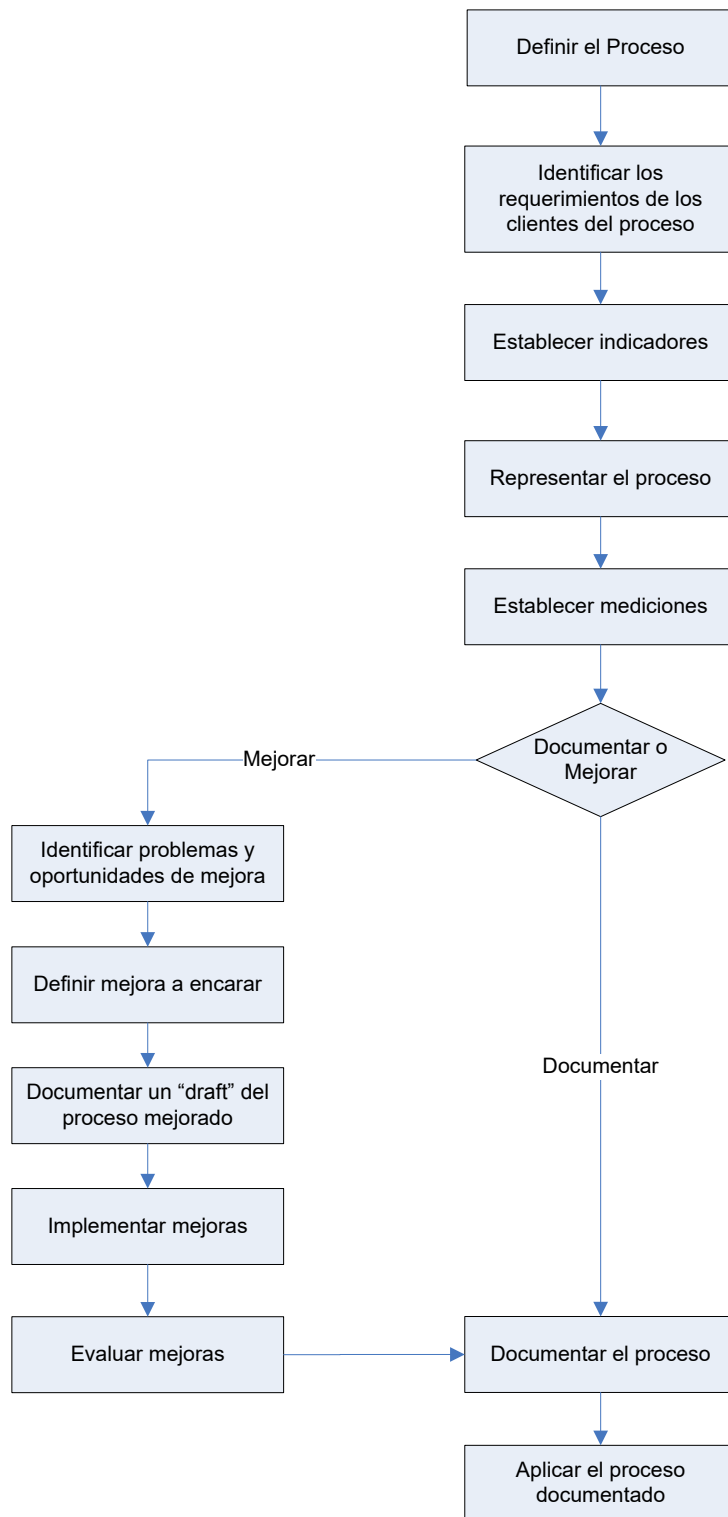 Definir el Proceso
Identificar los
requerimientos de los
clientes del proceso
Establecer indicadores
Representar el proceso
Establecer mediciones
Documentar o
Mejorar
Mejorar
Identificar problemas y
oportunidades de mejora
Definir mejora a encarar
Documentar un “draft” del
proceso mejorado
Implementar mejoras
Evaluar mejoras
Documentar
Documentar el proceso
Aplicar el proceso
documentado